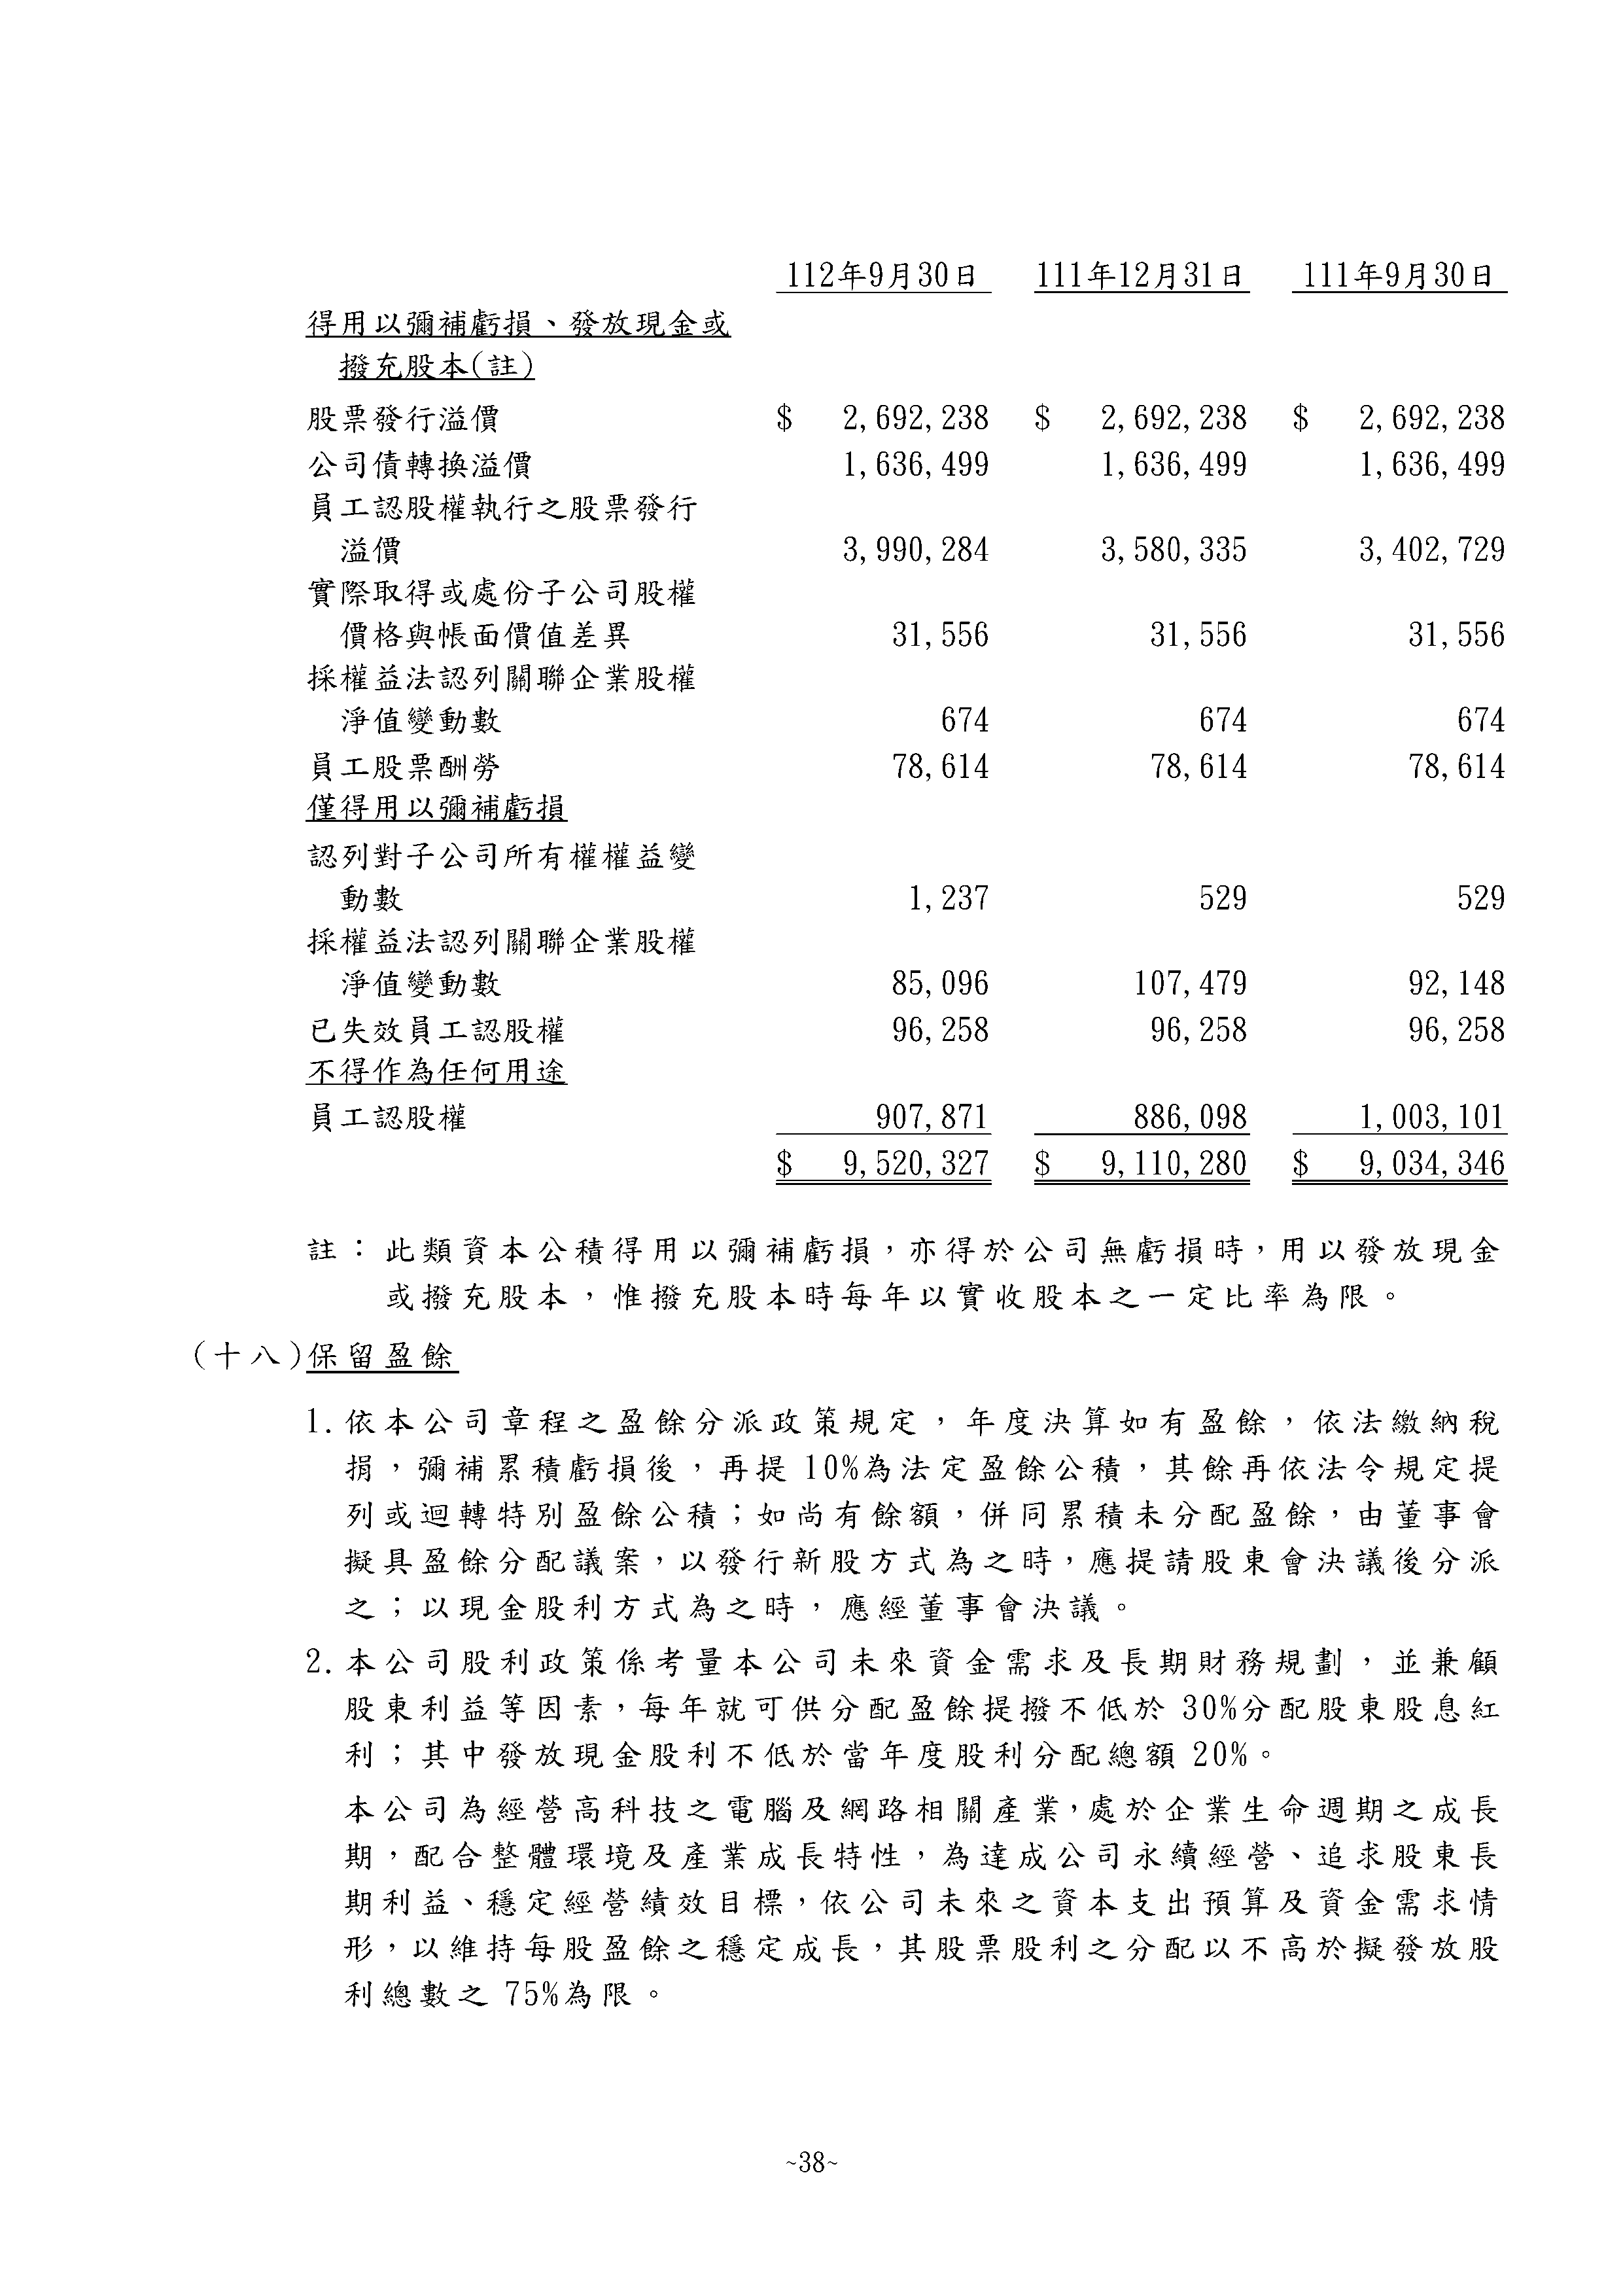 112年9月30日 111年12月31日 111年9月30日
得用以彌補虧損、發放現金或
撥充股本(註)
股票發行溢價 $ 2,692,238 $ 2,692,238 $ 2,692,238
公司債轉換溢價 1,636,499 1,636,499 1,636,499
員工認股權執行之股票發行
溢價 3,990,284 3,580,335 3,402,729
實際取得或處份子公司股權
價格與帳面價值差異 31,556 31,556 31,556
採權益法認列關聯企業股權
淨值變動數 674 674 674
員工股票酬勞 78,614 78,614 78,614
僅得用以彌補虧損
認列對子公司所有權權益變
動數 1,237 529 529
採權益法認列關聯企業股權
淨值變動數 85,096 107,479 92,148
已失效員工認股權 96,258 96,258 96,258
不得作為任何用途
員工認股權 907,871 886,098 1,003,101
$ 9,520,327 $ 9,110,280 $ 9,034,346
註：此類資本公積得用以彌補虧損，亦得於公司無虧損時，用以發放現金
或撥充股本，惟撥充股本時每年以實收股本之一定比率為限。
(十八)保留盈餘
1.依本公司章程之盈餘分派政策規定，年度決算如有盈餘，依法繳納稅
捐，彌補累積虧損後，再提 10%為法定盈餘公積，其餘再依法令規定提
列或迴轉特別盈餘公積；如尚有餘額，併同累積未分配盈餘，由董事會
擬具盈餘分配議案，以發行新股方式為之時，應提請股東會決議後分派
之；以現金股利方式為之時，應經董事會決議。
2.本公司股利政策係考量本公司未來資金需求及長期財務規劃，並兼顧
股東利益等因素，每年就可供分配盈餘提撥不低於 30%分配股東股息紅
利；其中發放現金股利不低於當年度股利分配總額 20%。
本公司為經營高科技之電腦及網路相關產業，處於企業生命週期之成長
期，配合整體環境及產業成長特性，為達成公司永續經營、追求股東長
期利益、穩定經營績效目標，依公司未來之資本支出預算及資金需求情
形，以維持每股盈餘之穩定成長，其股票股利之分配以不高於擬發放股
利總數之 75%為限。
~38~